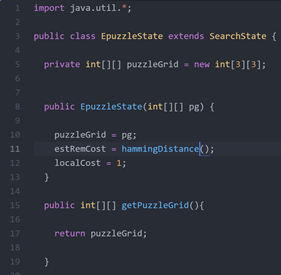 1 import java.util.*;
2
3 public class EpuzzleState extends SearchState {
4
5 private int[][] puzzleGrid = new int[3][3];
6
7
8 public EpuzzleState(int[][] pg) {
9
10 puzzleGrid = pg;
11 estRemCost = hammingDistance();
12 localCost = 1;
13 }
14
15 public int[][] getPuzzleGrid(){
16
17 return puzzleGrid;
18
19 }